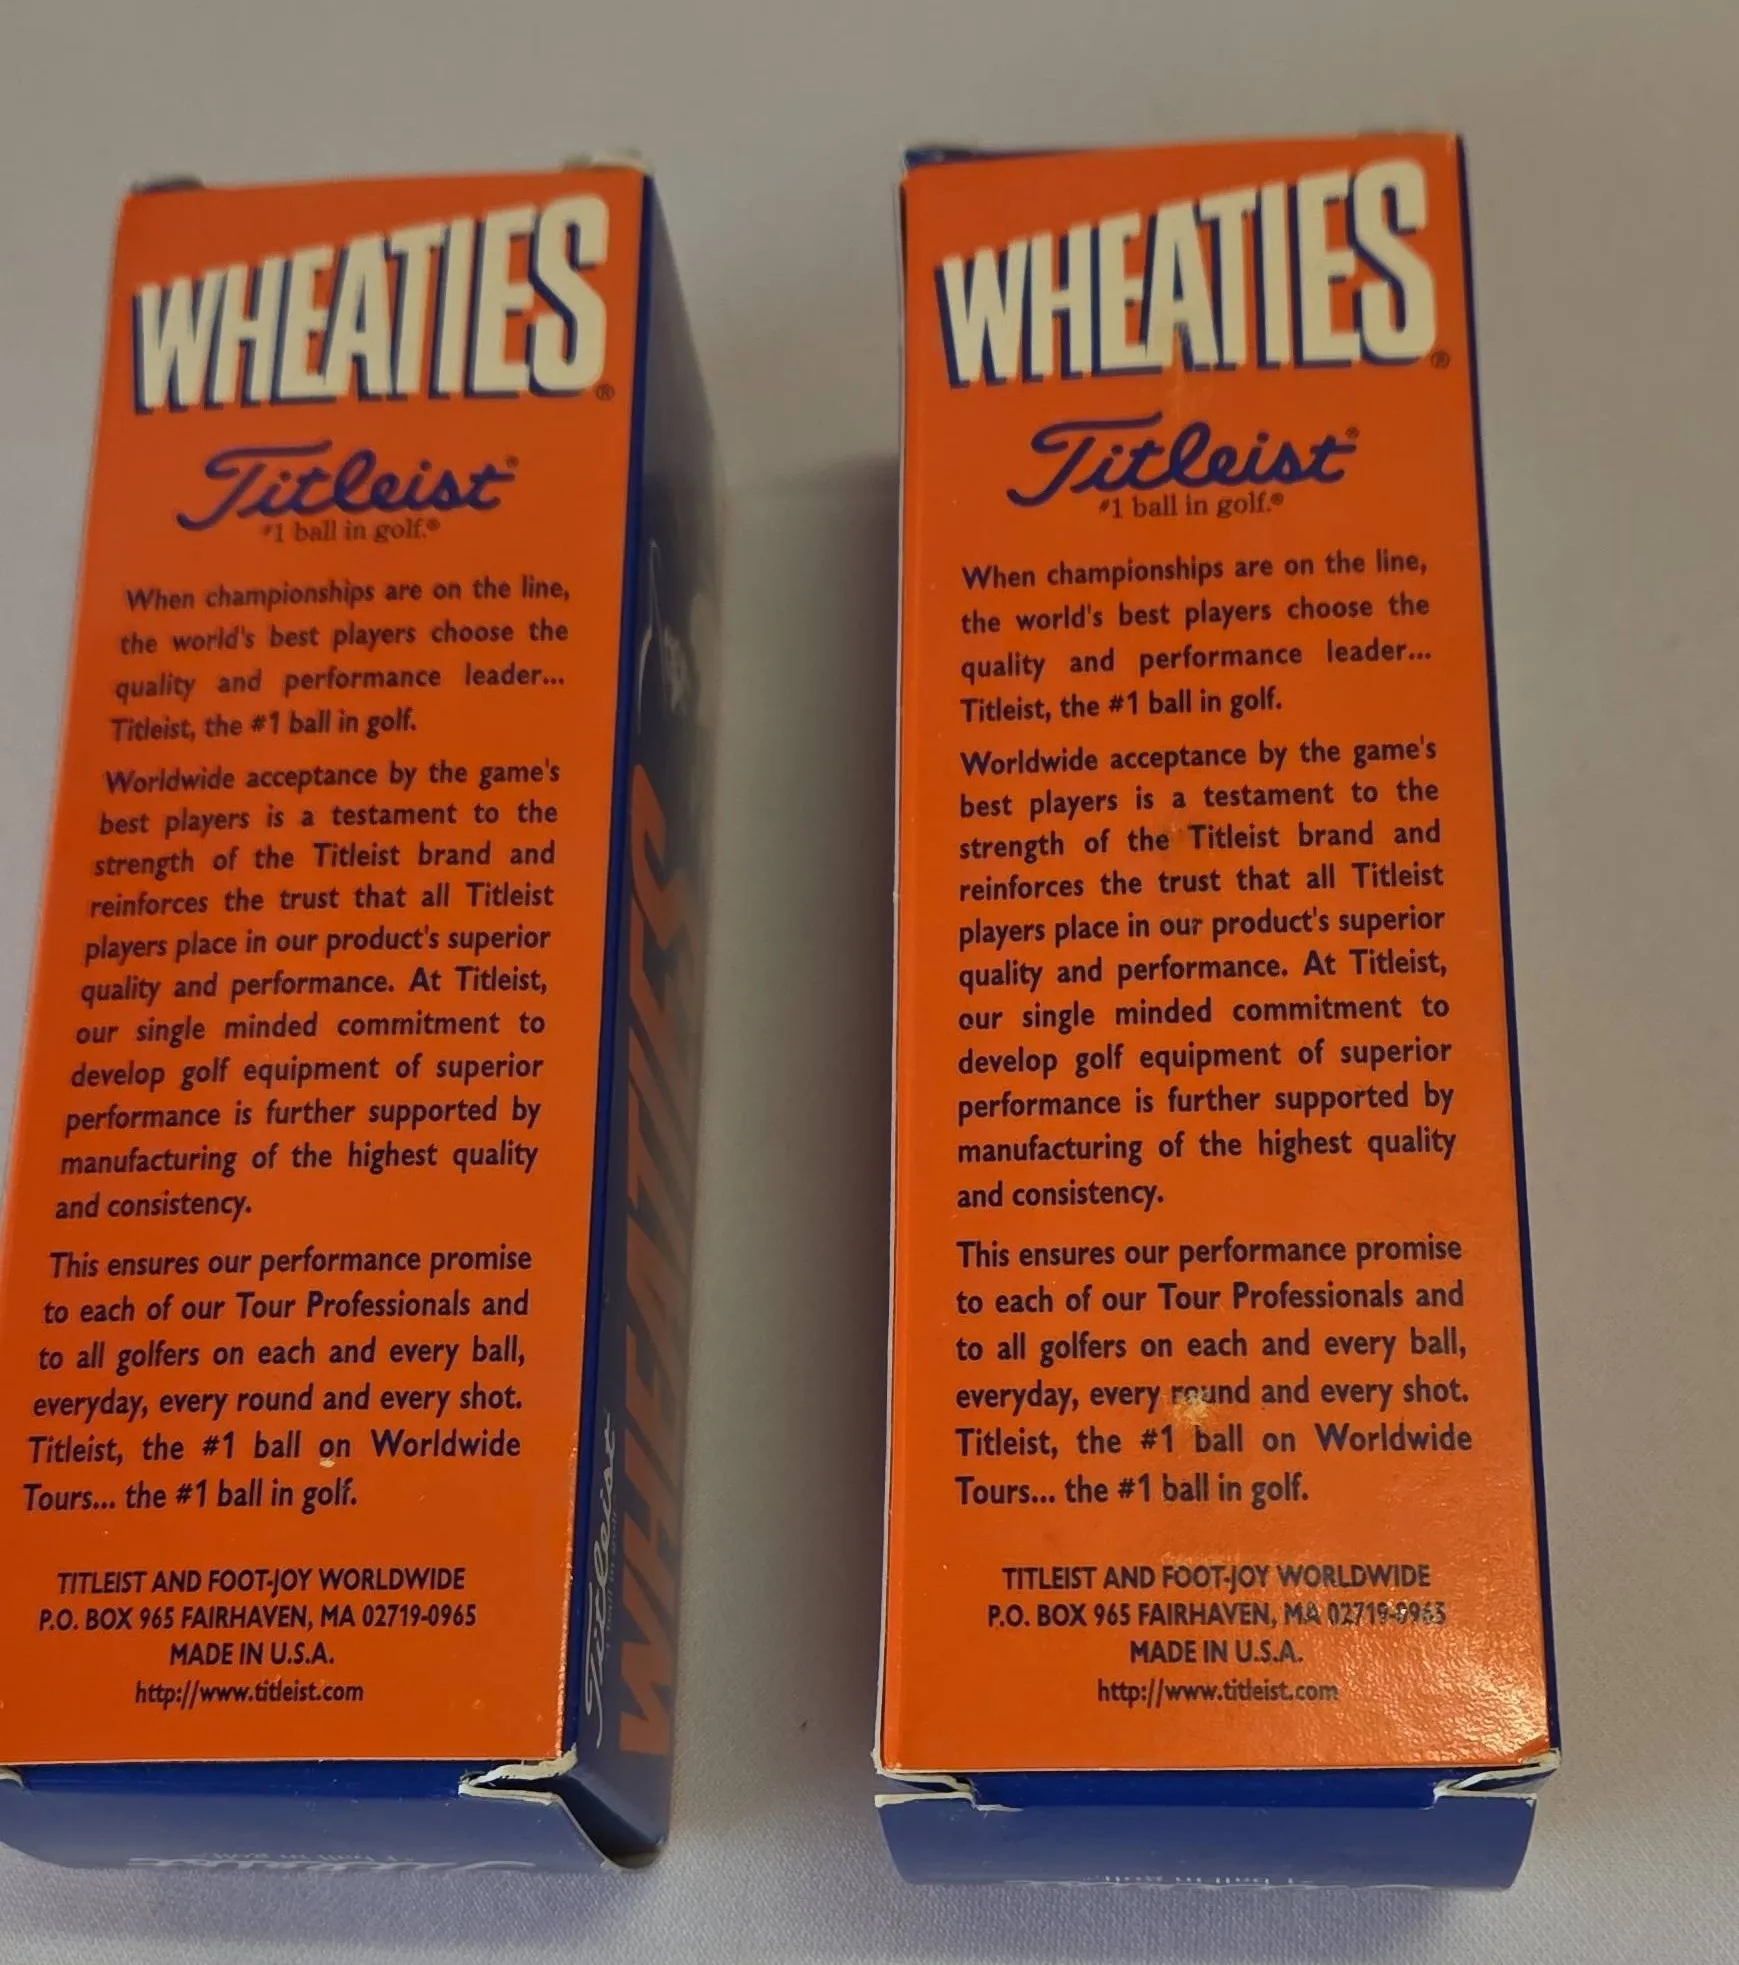 WHEATIES®
Titleist®
#1 ball in golf.®
When championships are on the line,
the world's best players choose the
quality and performance leader...
Titleist, the #1 ball in golf.
Worldwide acceptance by the game's
best players is a testament to the
strength of the Titleist brand and
reinforces the trust that all Titleist
players place in our product's superior
quality and performance. At Titleist,
our single minded commitment to
develop golf equipment of superior
performance is further supported by
manufacturing of the highest quality
and consistency.
This ensures our performance promise
to each of our Tour Professionals and
to all golfers on each and every ball,
everyday, every round and every shot.
Titleist, the #1 ball on Worldwide
Tours... the #1 ball in golf.
TITLEIST AND FOOT-JOY WORLDWIDE
P.O. BOX 965 FAIRHAVEN, MA 02719-0965
MADE IN U.S.A.
http://www.titleist.com
WHEATIES
Titleist
WHEATIES®
Titleist®
#1 ball in golf.®
When championships are on the line,
the world's best players choose the
quality and performance leader...
Titleist, the #1 ball in golf.
Worldwide acceptance by the game's
best players is a testament to the
strength of the Titleist brand and
reinforces the trust that all Titleist
players place in our product's superior
quality and performance. At Titleist,
our single minded commitment to
develop golf equipment of superior
performance is further supported by
manufacturing of the highest quality
and consistency.
This ensures our performance promise
to each of our Tour Professionals and
to all golfers on each and every ball,
everyday, every round and every shot.
Titleist, the #1 ball on Worldwide
Tours... the #1 ball in golf.
TITLEIST AND FOOT-JOY WORLDWIDE
P.O. BOX 965 FAIRHAVEN, MA 02719-0965
MADE IN U.S.A.
http://www.titleist.com